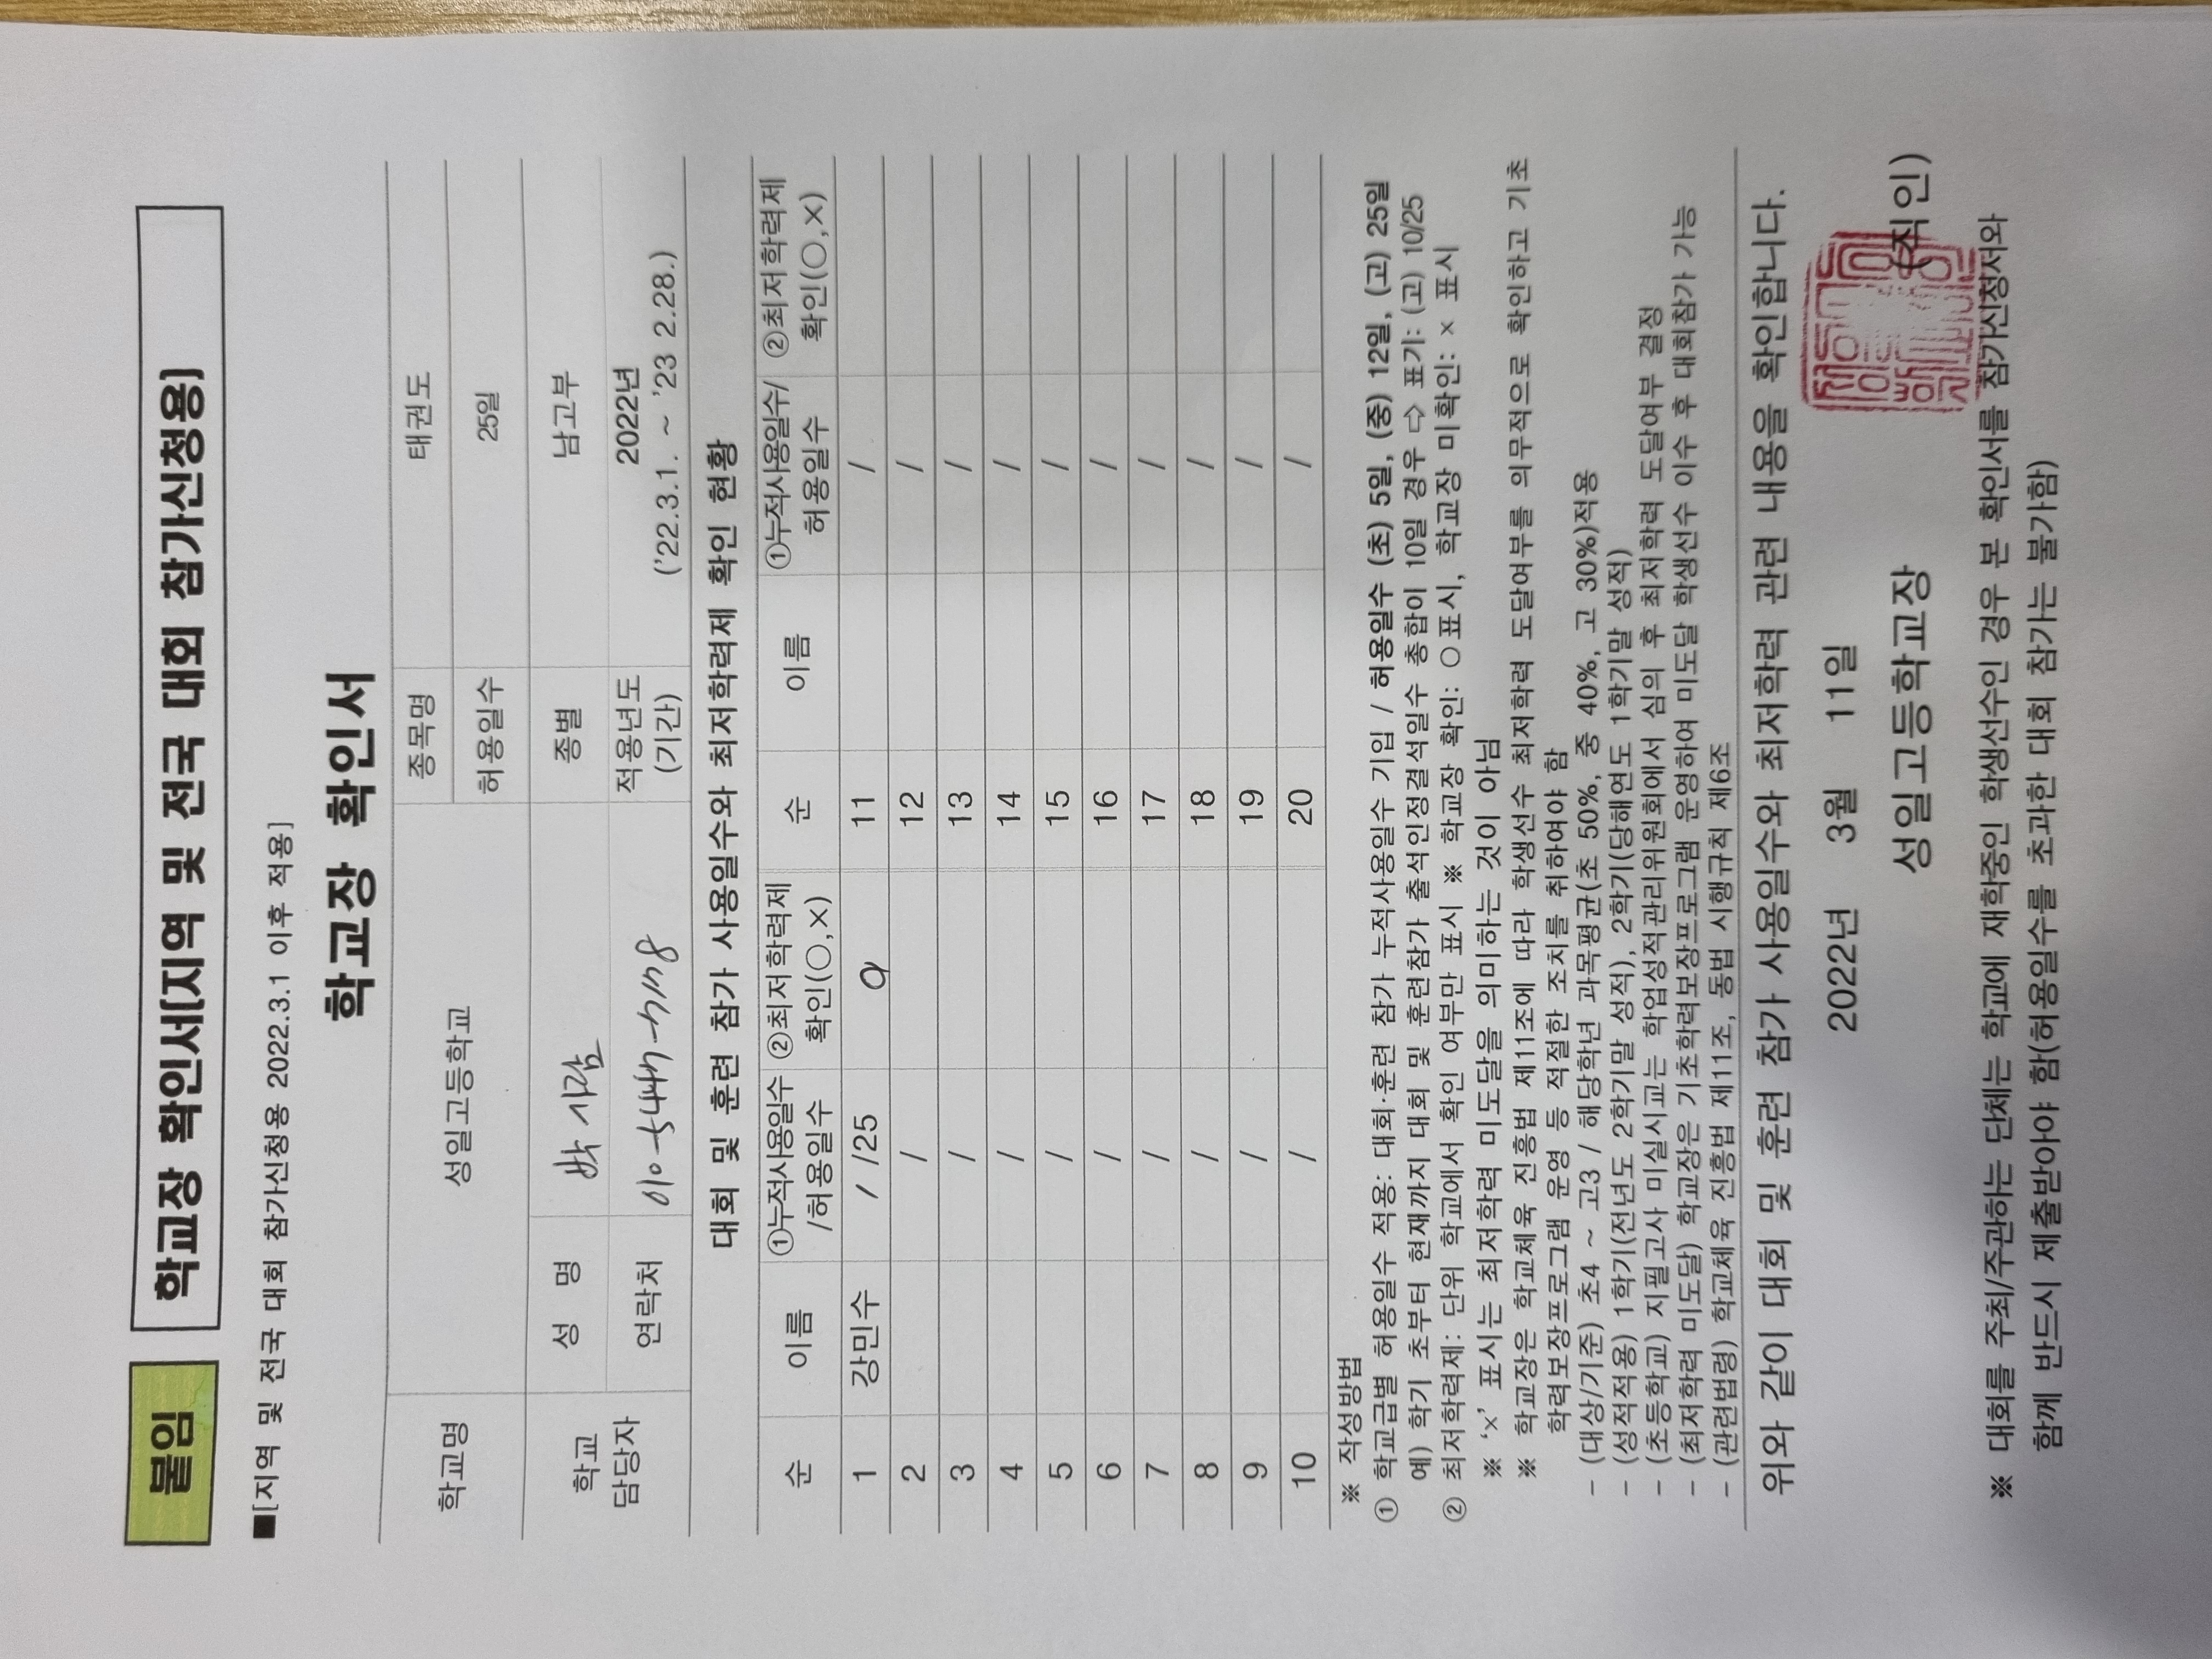 붙임
학교장 확인서[지역 및 전국 대회 참가신청용]
■[지역 및 전국 대회 참가신청용 2022.3.1 이후 적용]
학교장 확인서
학교명 성일고등학교 종목명 태권도
허용일수 25일
학교 담당자 성 명 종별 남고부
연락처 적용년도 (기간) 2022년 ('22.3.1. ~ '23 2.28.)
대회 및 훈련 참가 사용일수와 최저학력제 확인 현황
순 이름 ①누적사용일수 /허용일수 ②최저학력제 확인(○,×) 순 이름 ①누적사용일수/ 허용일수 ②최저학력제 확인(○,×)
1 강민수 / /25 11 /
2 / 12 /
3 / 13 /
4 / 14 /
5 / 15 /
6 / 16 /
7 / 17 /
8 / 18 /
9 / 19 /
10 / 20 /
※ 작성방법
① 학교급별 허용일수 적용: 대회·훈련 참가 누적사용일수 기입 / 허용일수 (초) 5일, (중) 12일, (고) 25일
예) 학기 초부터 현재까지 대회 및 훈련참가 출석인정결석일수 총합이 10일 경우 ⇨ 표기: (고) 10/25
② 최저학력제: 단위 학교에서 확인 여부만 표시 ※ 학교장 확인: ○ 표시, 학교장 미확인: × 표시
※ '×' 표시는 최저학력 미도달을 의미하는 것이 아님
※ 학교장은 학교체육 진흥법 제11조에 따라 학생선수 최저학력 도달여부를 의무적으로 확인하고 기초
학력보장프로그램 운영 등 적절한 조치를 취하여야 함
- (대상/기준) 초4 ~ 고3 / 해당학년 과목평균(초 50%, 중 40%, 고 30%)적용
- (성적적용) 1학기(전년도 2학기말 성적), 2학기(당해연도 1학기말 성적)
- (초등학교) 지필고사 미실시교는 학업성적관리위원회에서 심의 후 최저학력 도달여부 결정
- (최저학력 미도달) 학교장은 기초학력보장프로그램 운영하여 미도달 학생선수 이수 후 대회참가 가능
- (관련법령) 학교체육 진흥법 제11조, 동법 시행규칙 제6조
위와 같이 대회 및 훈련 참가 사용일수와 최저학력 관련 내용을 확인합니다.
2022년 3월 11일
성일고등학교장 (직인)
※ 대회를 주최/주관하는 단체는 학교에 재학중인 학생선수인 경우 본 확인서를 참가신청서와
함께 반드시 제출받아야 함(허용일수를 초과한 대회 참가는 불가함)